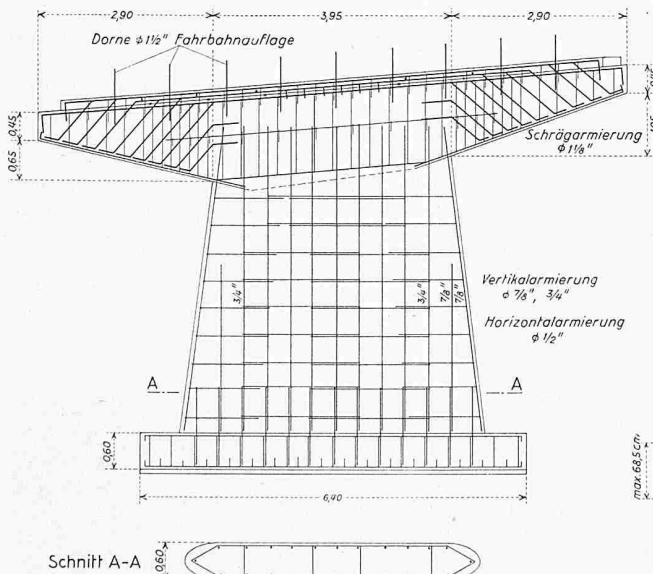 2,90 3,95 2,90
Dorne ϕ 1½" Fahrbahnauflage
0,45
0,65
Schrägarmierung
ϕ 1⅛"
3/4" 3/4" 7/8" 7/8"
Vertikalarmierung
ϕ 7/8", 3/4"
Horizontalarmierung
ϕ 1/2"
A A
0,60
6,40
max. 68,5 cm
Schnitt A-A 0,60